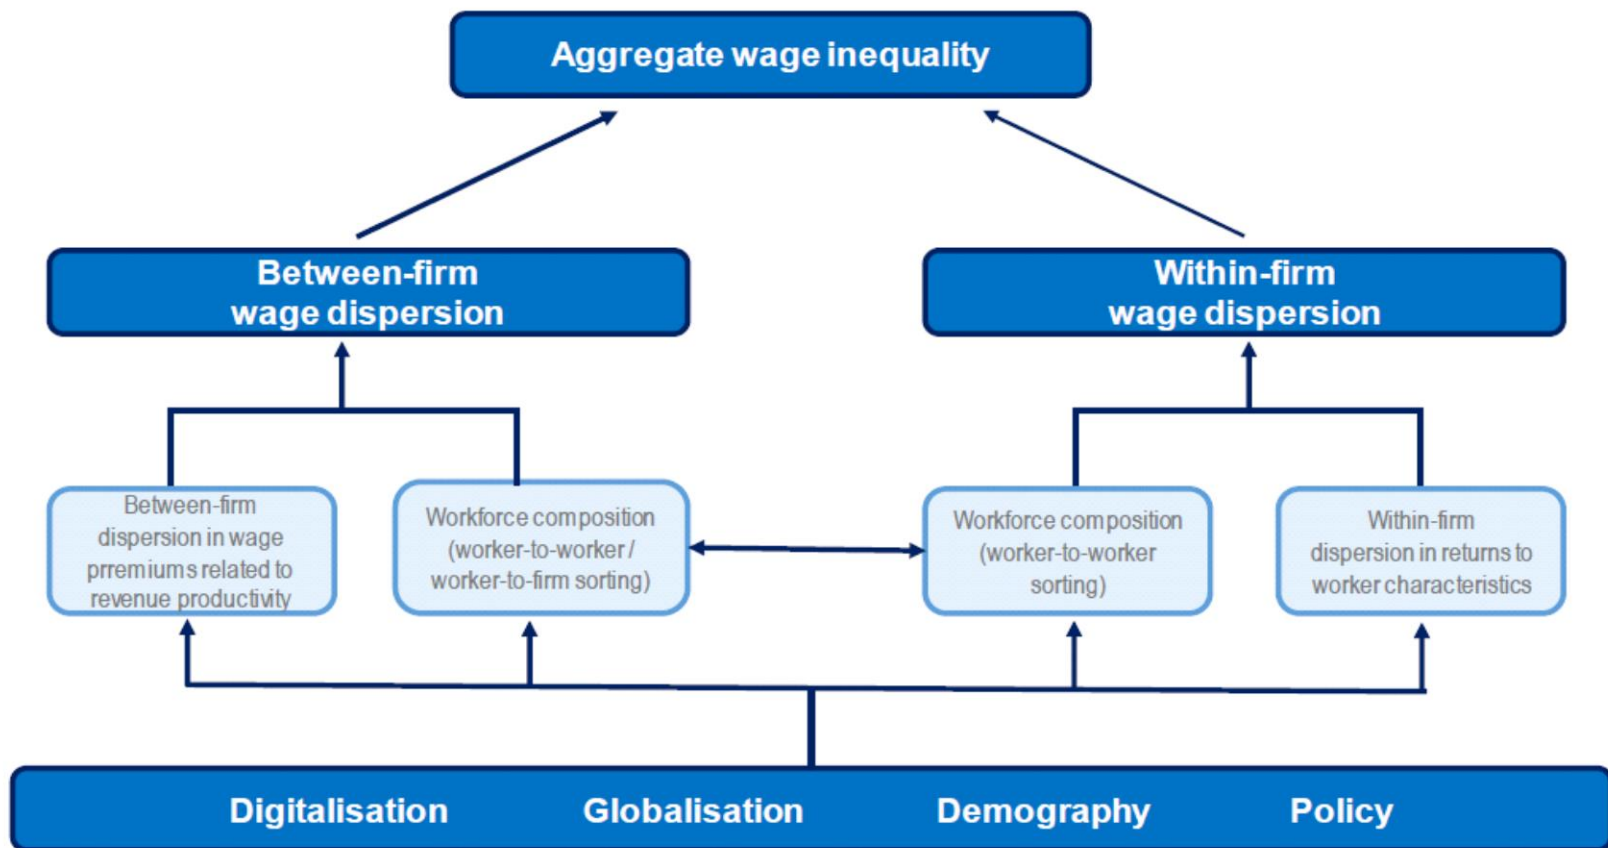 Aggregate wage inequality
Between-firm
wage dispersion
Within-firm
wage dispersion
Between-firm
dispersion in wage
prremiums related to
revenue productivity
Workforce composition
(worker-to-worker /
worker-to-firm sorting)
Workforce composition
(worker-to-worker
sorting)
Within-firm
dispersion in returns to
worker characteristics
Digitalisation Globalisation Demography Policy